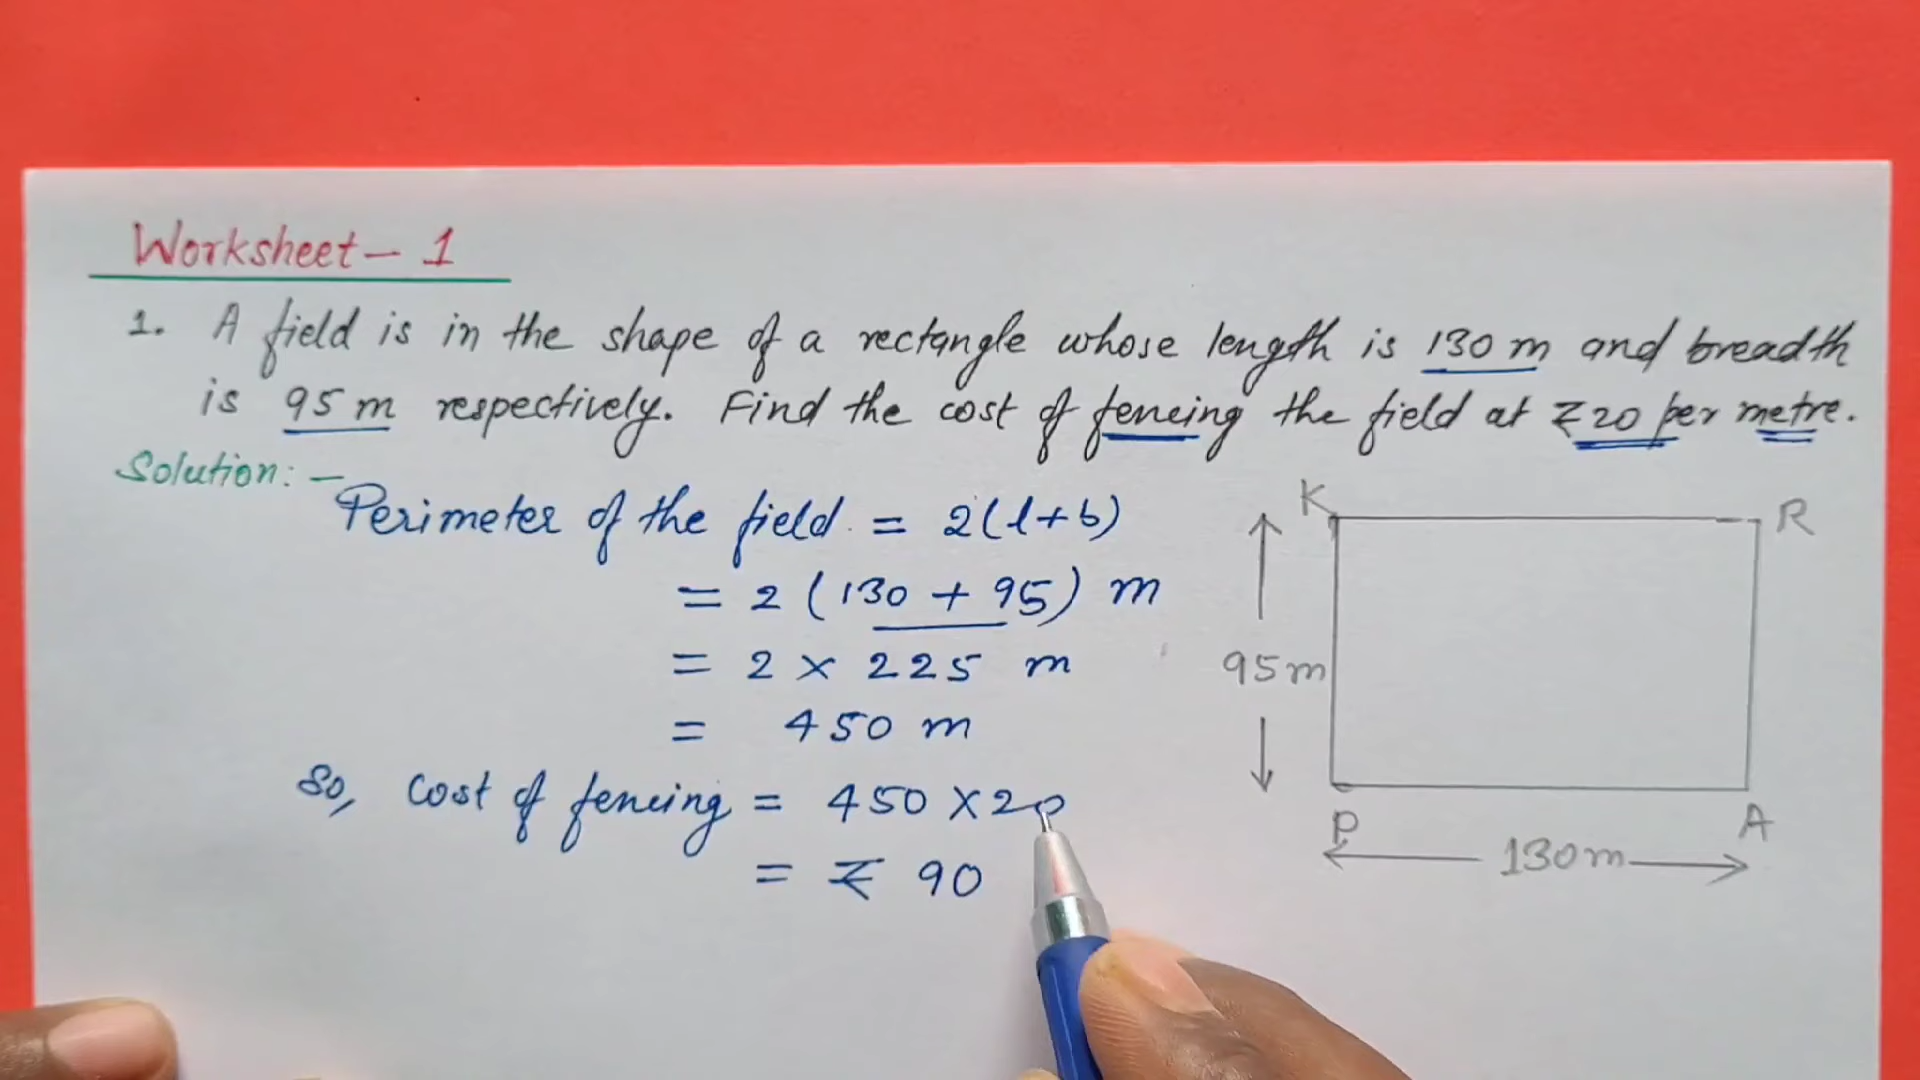 Worksheet - 1
1. A field is in the shape of a rectangle whose length is 130 m and breadth
is 95 m respectively. Find the cost of fencing the field at ₹20 per metre.
Solution: -
Perimeter of the field = 2(l+b)
= 2 (130 + 95) m
= 2 × 225 m
= 450 m
So, cost of fencing = 450 × 20
= ₹ 90
K
R
95m
P
A
130m